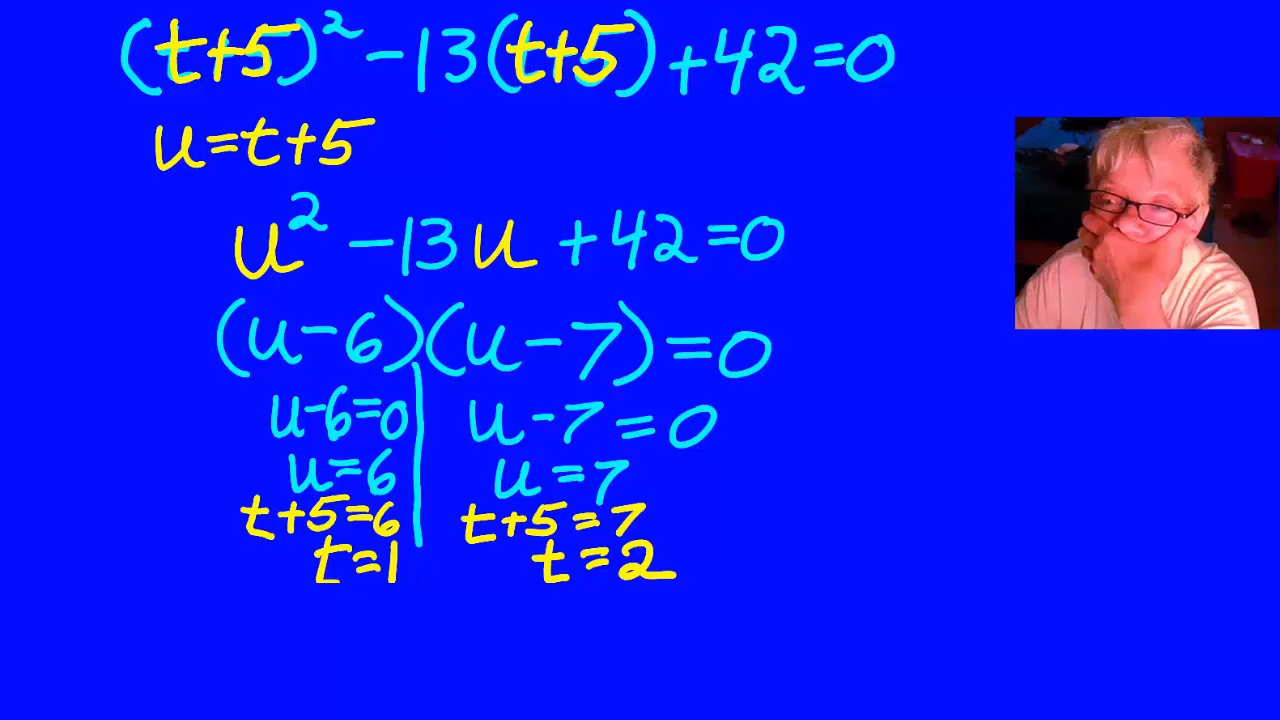 (t+5)² -13(t+5) +42=0
u=t+5
u² -13u +42=0
(u-6)(u-7)=0
u-6=0 | u-7=0
u=6 | u=7
t+5=6 | t+5=7
t=1 | t=2